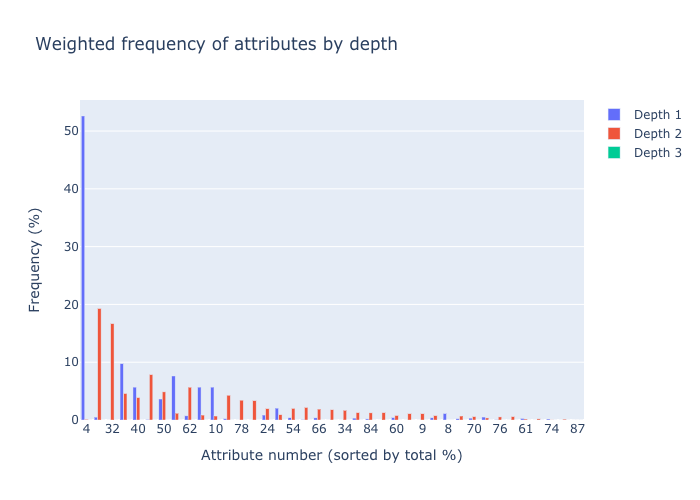 Weighted frequency of attributes by depth
Depth 1
Depth 2
Depth 3
50
40
30
20
10
0
Frequency (%)
4 32 40 50 62 10 78 24 54 66 34 84 60 9 8 70 76 61 74 87
Attribute number (sorted by total %)